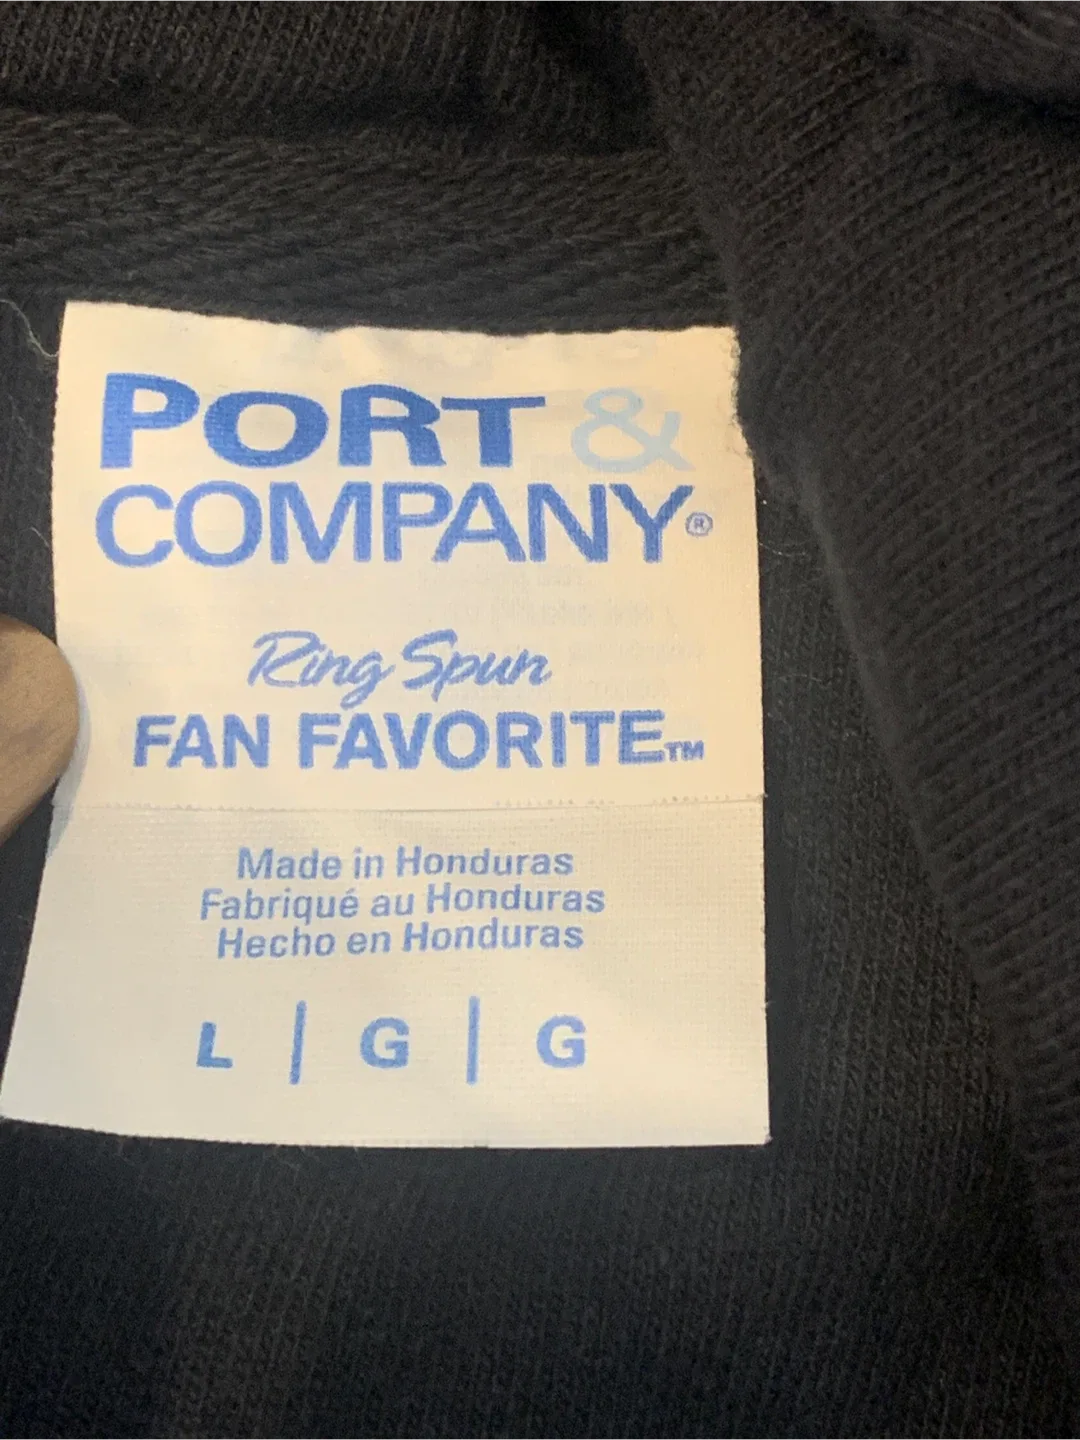 PORT &
COMPANY®
Ring Spun
FAN FAVORITE™
Made in Honduras
Fabriqué au Honduras
Hecho en Honduras
L | G | G